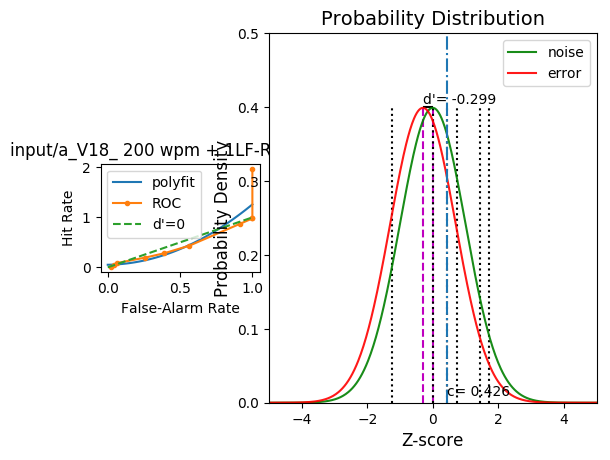 Probability Distribution
input/a_V18_ 200 wpm + 1LF-R
Hit Rate
2
1
0
polyfit
ROC
d'=0
0.0
0.5
1.0
False-Alarm Rate
Probability Density
0.5
0.4
0.3
0.2
0.1
0.0
noise
error
d'= -0.299
c= 0.426
−4
−2
0
2
4
Z-score